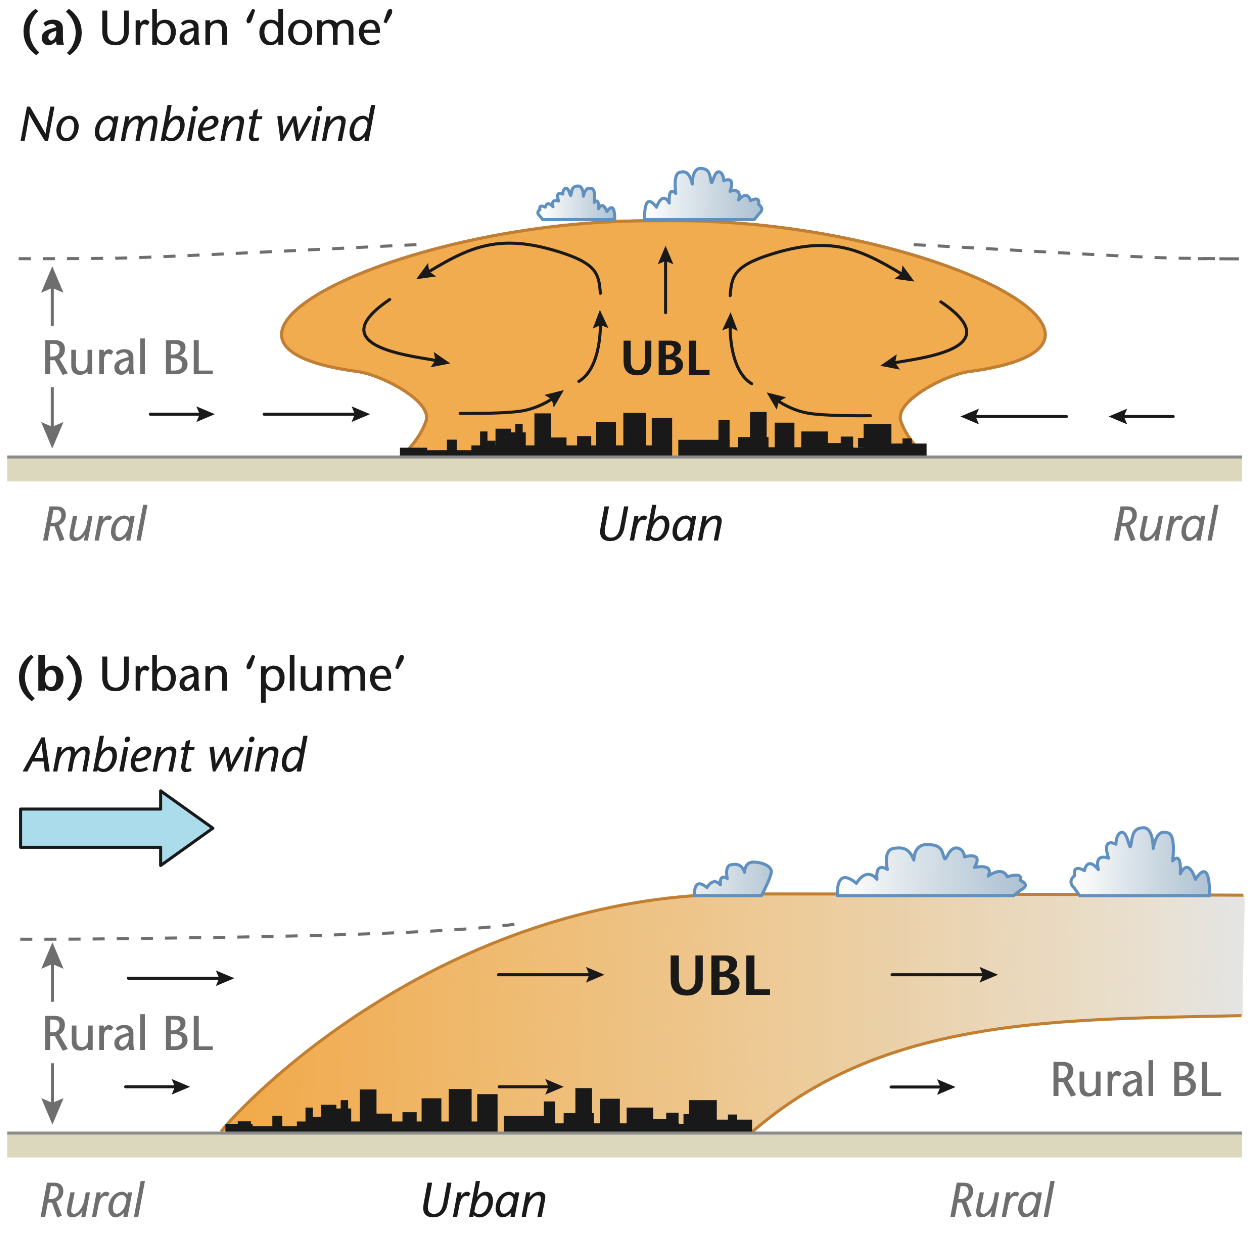 (a) Urban ‘dome’
No ambient wind
Rural BL
UBL
Rural
Urban
Rural
(b) Urban ‘plume’
Ambient wind
UBL
Rural BL
Rural BL
Rural
Urban
Rural